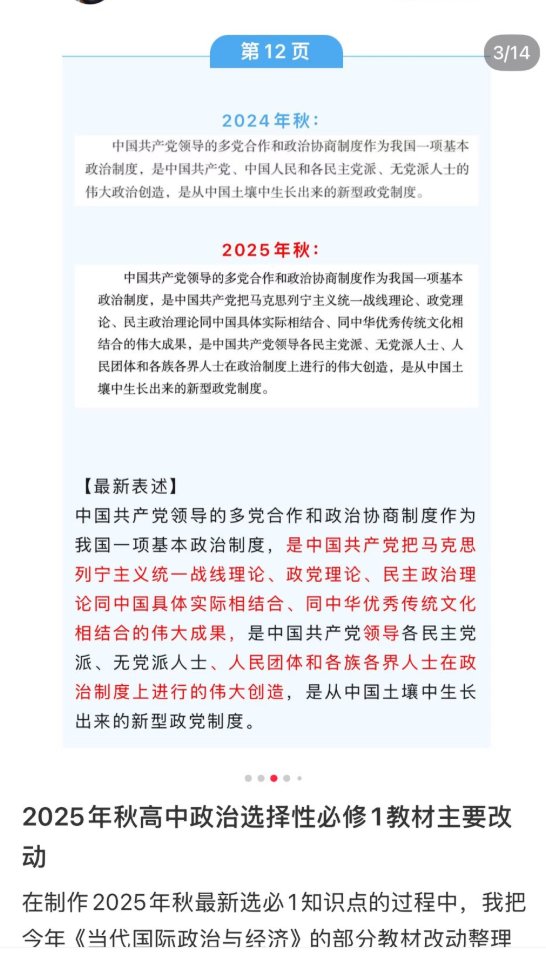 3/14
第12页
2024年秋：
中国共产党领导的多党合作和政治协商制度作为我国一项基本
政治制度，是中国共产党、中国人民和各民主党派、无党派人士的
伟大政治创造，是从中国土壤中生长出来的新型政党制度。
2025年秋：
中国共产党领导的多党合作和政治协商制度作为我国一项基本
政治制度，是中国共产党把马克思列宁主义统一战线理论、政党理
论、民主政治理论同中国具体实际相结合、同中华优秀传统文化相
结合的伟大成果，是中国共产党领导各民主党派、无党派人士、人
民团体和各族各界人士在政治制度上进行的伟大创造，是从中国土
壤中生长出来的新型政党制度。
【最新表述】
中国共产党领导的多党合作和政治协商制度作为
我国一项基本政治制度，是中国共产党把马克思
列宁主义统一战线理论、政党理论、民主政治理
论同中国具体实际相结合、同中华优秀传统文化
相结合的伟大成果，是中国共产党领导各民主党
派、无党派人士、人民团体和各族各界人士在政
治制度上进行的伟大创造，是从中国土壤中生长
出来的新型政党制度。
2025年秋高中政治选择性必修1教材主要改
动
在制作2025年秋最新选必1知识点的过程中，我把
今年《当代国际政治与经济》的部分教材改动整理